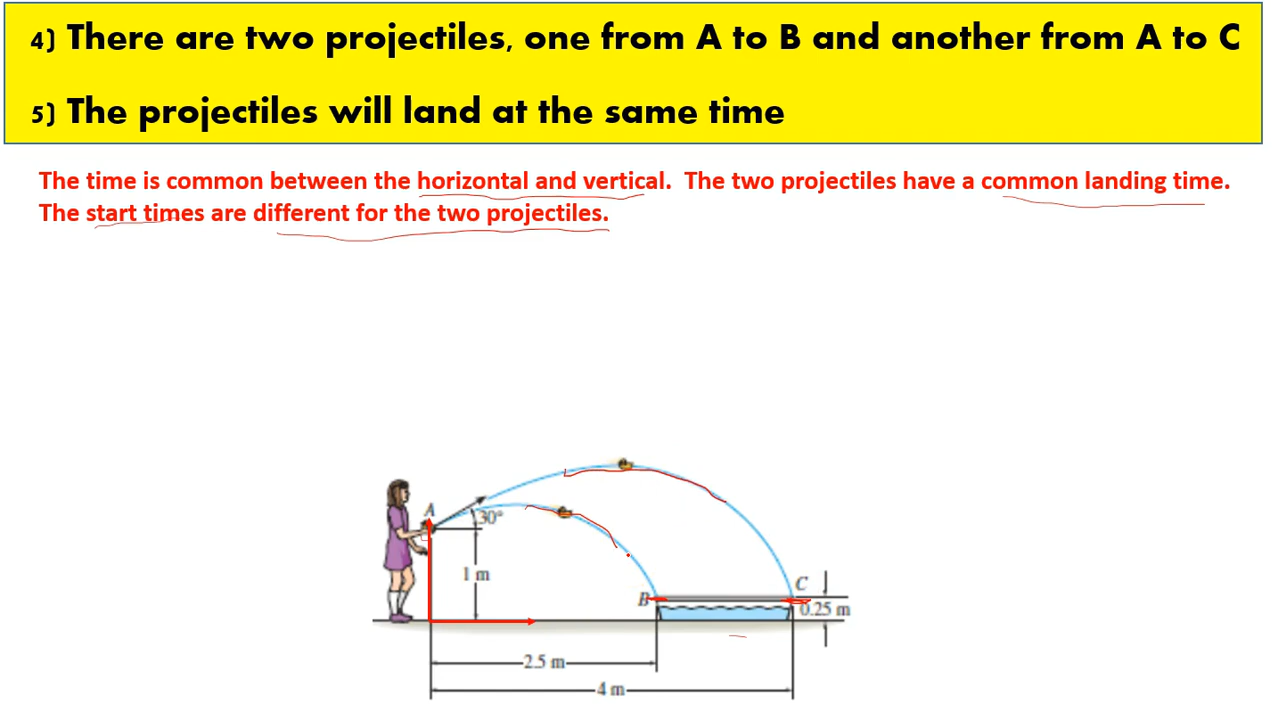 4) There are two projectiles, one from A to B and another from A to C
5) The projectiles will land at the same time
The time is common between the horizontal and vertical. The two projectiles have a common landing time.
The start times are different for the two projectiles.
A
30°
1 m
C
B
0.25 m
2.5 m
4 m